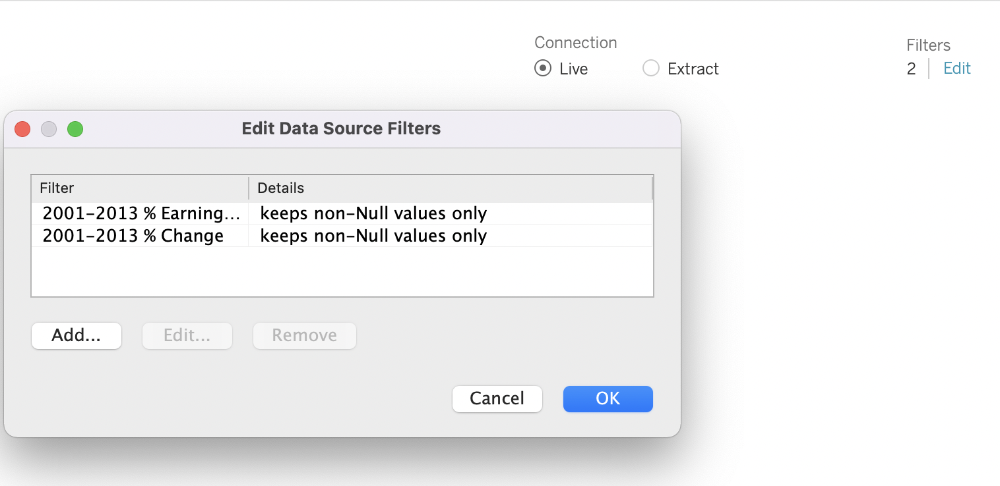 Connection
Live
Extract
Filters
2
Edit
Edit Data Source Filters
Filter
Details
2001–2013 % Earning...
keeps non–Null values only
2001–2013 % Change
keeps non–Null values only
Add...
Edit...
Remove
Cancel
OK